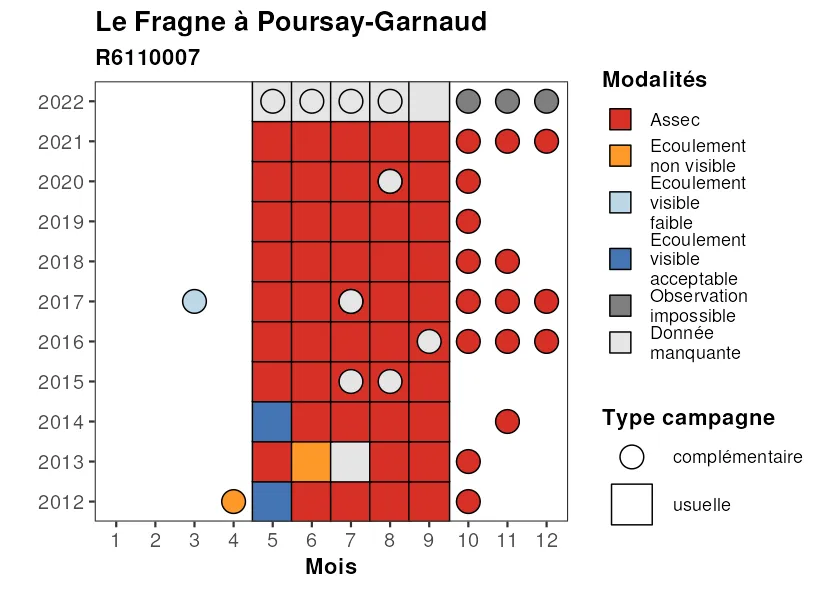 Le Fragne à Poursay-Garnaud
R6110007
2022
2021
2020
2019
2018
2017
2016
2015
2014
2013
2012
1 2 3 4 5 6 7 8 9 10 11 12
Mois
Modalités
Assec
Ecoulement
non visible
Ecoulement
visible
faible
Ecoulement
visible
acceptable
Observation
impossible
Donnée
manquante
Type campagne
complémentaire
usuelle